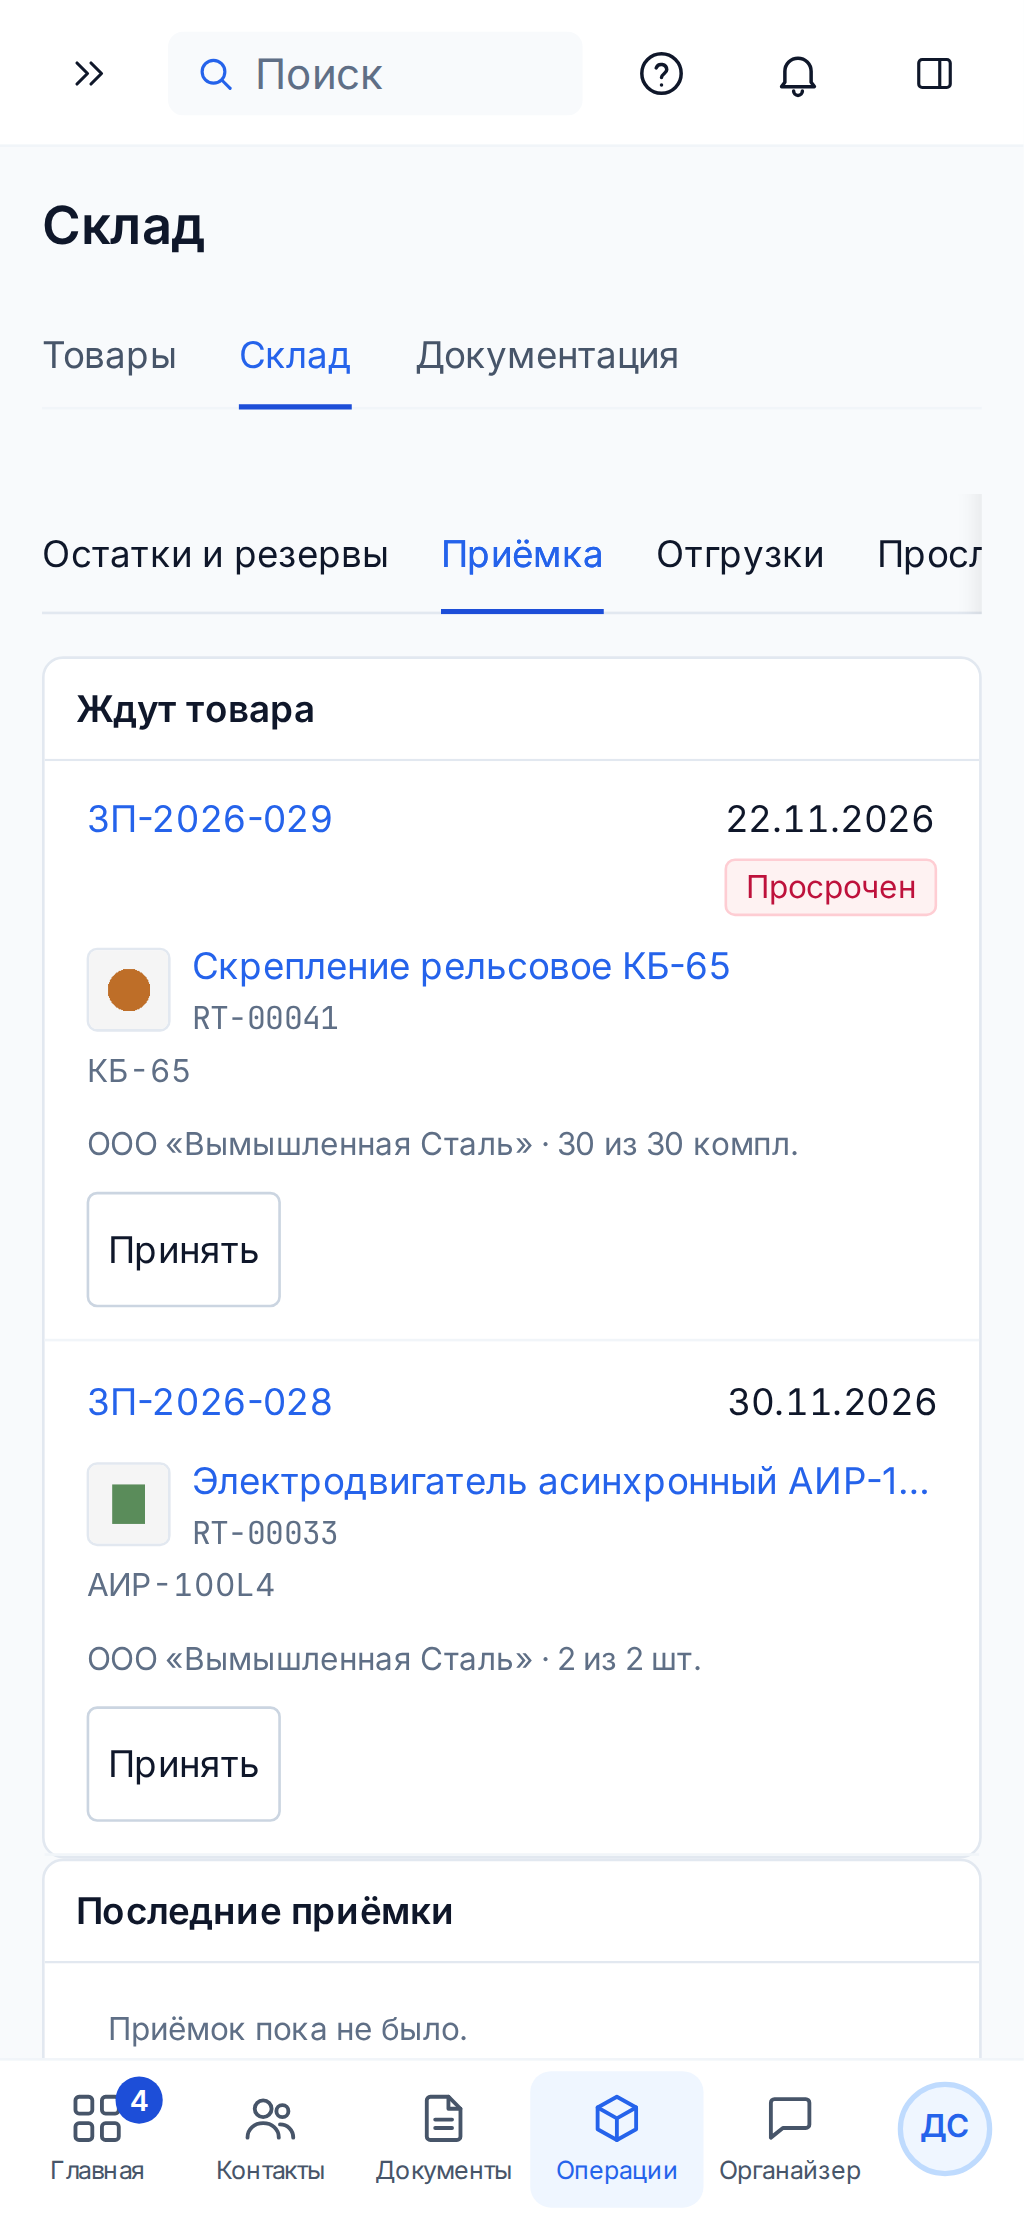 Поиск
Склад
Товары Склад Документация
Остатки и резервы Приёмка Отгрузки Просл
Ждут товара
ЗП-2026-029 22.11.2026
Просрочен
Скрепление рельсовое КБ-65
RT-00041
КБ-65
ООО «Вымышленная Сталь» · 30 из 30 компл.
Принять
ЗП-2026-028 30.11.2026
Электродвигатель асинхронный АИР-1...
RT-00033
АИР-100L4
ООО «Вымышленная Сталь» · 2 из 2 шт.
Принять
Последние приёмки
Приёмок пока не было.
4
Главная Контакты Документы Операции Органайзер ДС